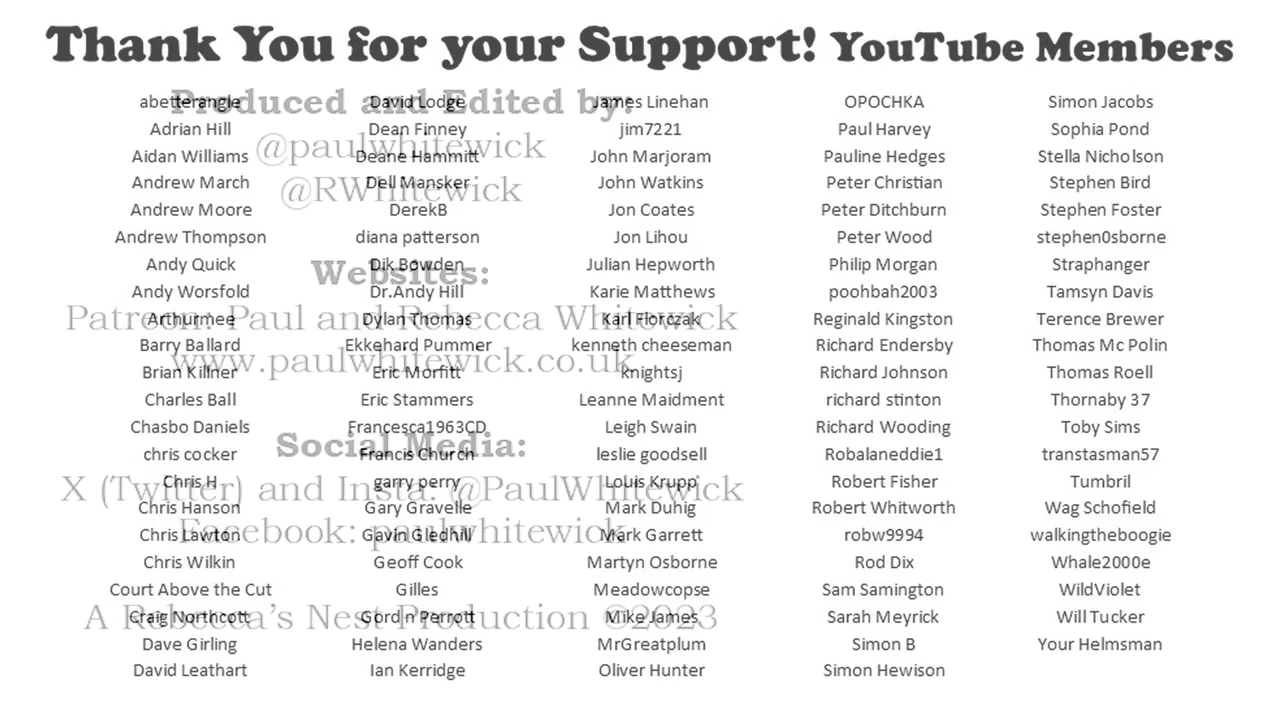 Thank You for your Support! YouTube Members
abetterangle
Adrian Hill
Aidan Williams
Andrew March
Andrew Moore
Andrew Thompson
Andy Quick
Andy Worsfold
Arthurmee
Barry Ballard
Brian Killner
Charles Ball
Chasbo Daniels
chris cocker
Chris H
Chris Hanson
Chris Lawton
Chris Wilkin
Court Above the Cut
Craig Northcott
Dave Girling
David Leathart
David Lodge
Dean Finney
Deane Hammitt
Dell Mansker
DerekB
diana patterson
Dik Bowden
Dr.Andy Hill
Dylan Thomas
Ekkehard Pummer
Eric Morfitt
Eric Stammers
Francesca1963CD
Francis Church
garry perry
Gary Gravelle
Gavin Gledhill
Geoff Cook
Gilles
Gord n Perrott
Helena Wanders
Ian Kerridge
James Linehan
jim7221
John Marjoram
John Watkins
Jon Coates
Jon Lihou
Julian Hepworth
Karie Matthews
Karl Florczak
kenneth cheeseman
knightsj
Leanne Maidment
Leigh Swain
leslie goodsell
Louis Krupp
Mark Duhig
Mark Garrett
Martyn Osborne
Meadowcopse
Mike James
MrGreatplum
Oliver Hunter
OPOCHKA
Paul Harvey
Pauline Hedges
Peter Christian
Peter Ditchburn
Peter Wood
Philip Morgan
poohbah2003
Reginald Kingston
Richard Endersby
Richard Johnson
richard stinton
Richard Wooding
Robalaneddie1
Robert Fisher
Robert Whitworth
robw9994
Rod Dix
Sam Samington
Sarah Meyrick
Simon B
Simon Hewison
Simon Jacobs
Sophia Pond
Stella Nicholson
Stephen Bird
Stephen Foster
stephen0sborne
Straphanger
Tamsyn Davis
Terence Brewer
Thomas Mc Polin
Thomas Roell
Thornaby 37
Toby Sims
transtasman57
Tumbril
Wag Schofield
walkingtheboogie
Whale2000e
WildViolet
Will Tucker
Your Helmsman
Produced and Edited by:
@paulwhitewick
@RWhitewick
Websites:
Patreon: Paul and Rebecca Whitewick
www.paulwhitewick.co.uk
Social Media:
X (Twitter) and Insta: @PaulWhitewick
Facebook: paulwhitewick
A Rebecca's Nest Production ©2023